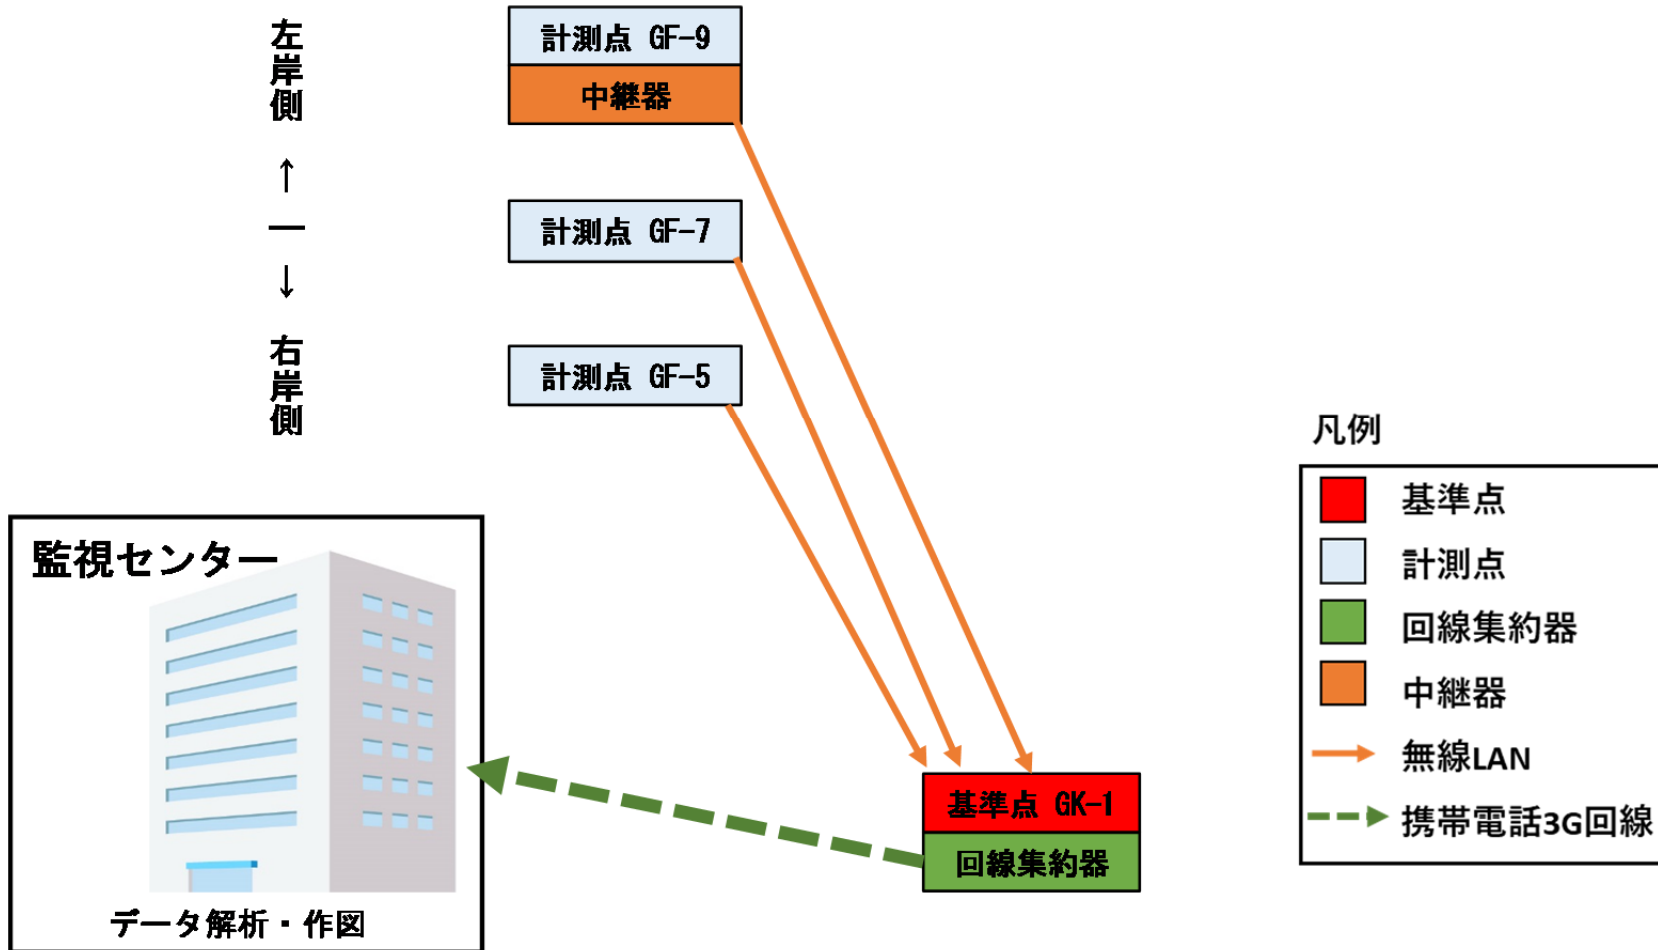 左岸側
↑
｜
↓
右岸側
計測点 GF-9
中継器
計測点 GF-7
計測点 GF-5
監視センター
データ解析・作図
基準点 GK-1
回線集約器
凡例
基準点
計測点
回線集約器
中継器
無線LAN
携帯電話3G回線